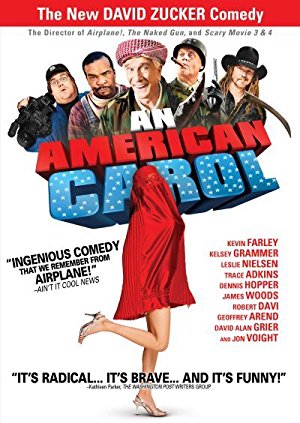 The New DAVID ZUCKER Comedy
The Director of Airplane!, The Naked Gun, and Scary Movie 3 & 4
AN
AMERICAN
CAROL
"INGENIOUS COMEDY
THAT WE REMEMBER FROM
AIRPLANE!"
–AIN'T IT COOL NEWS
KEVIN FARLEY
KELSEY GRAMMER
LESLIE NIELSEN
TRACE ADKINS
DENNIS HOPPER
JAMES WOODS
ROBERT DAVI
GEOFFREY AREND
DAVID ALAN GRIER
AND JON VOIGHT
"IT'S RADICAL... IT'S BRAVE... AND IT'S FUNNY!"
–Kathleen Parker, THE WASHINGTON POST WRITERS GROUP